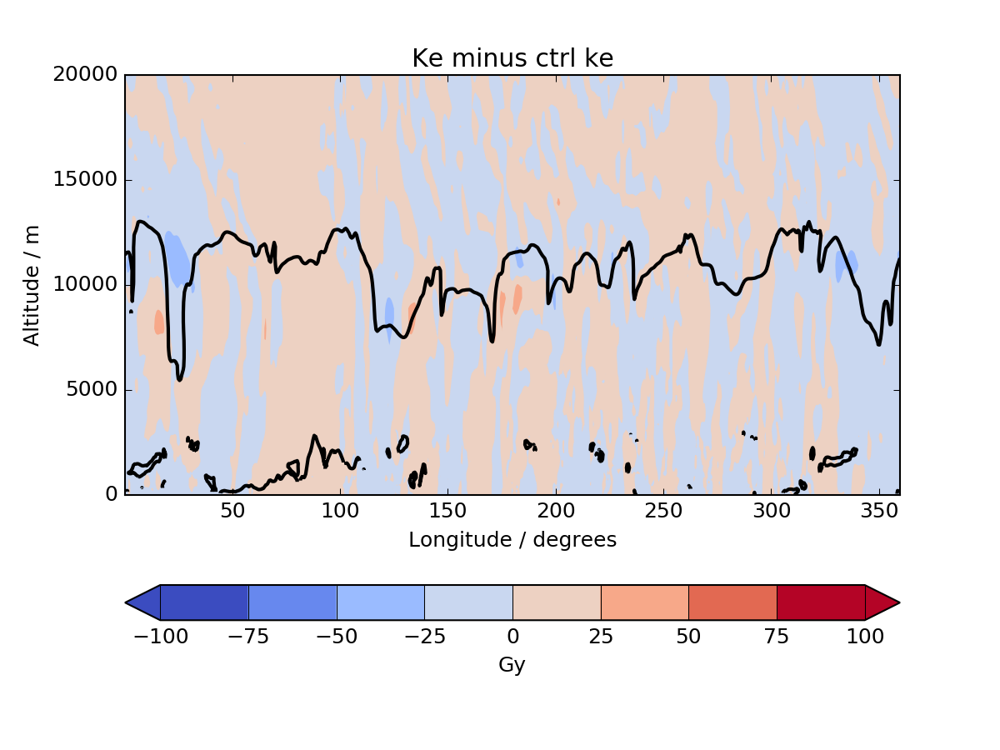 Ke minus ctrl ke
20000
15000
10000
5000
0
Altitude / m
50 100 150 200 250 300 350
Longitude / degrees
−100 −75 −50 −25 0 25 50 75 100
Gy